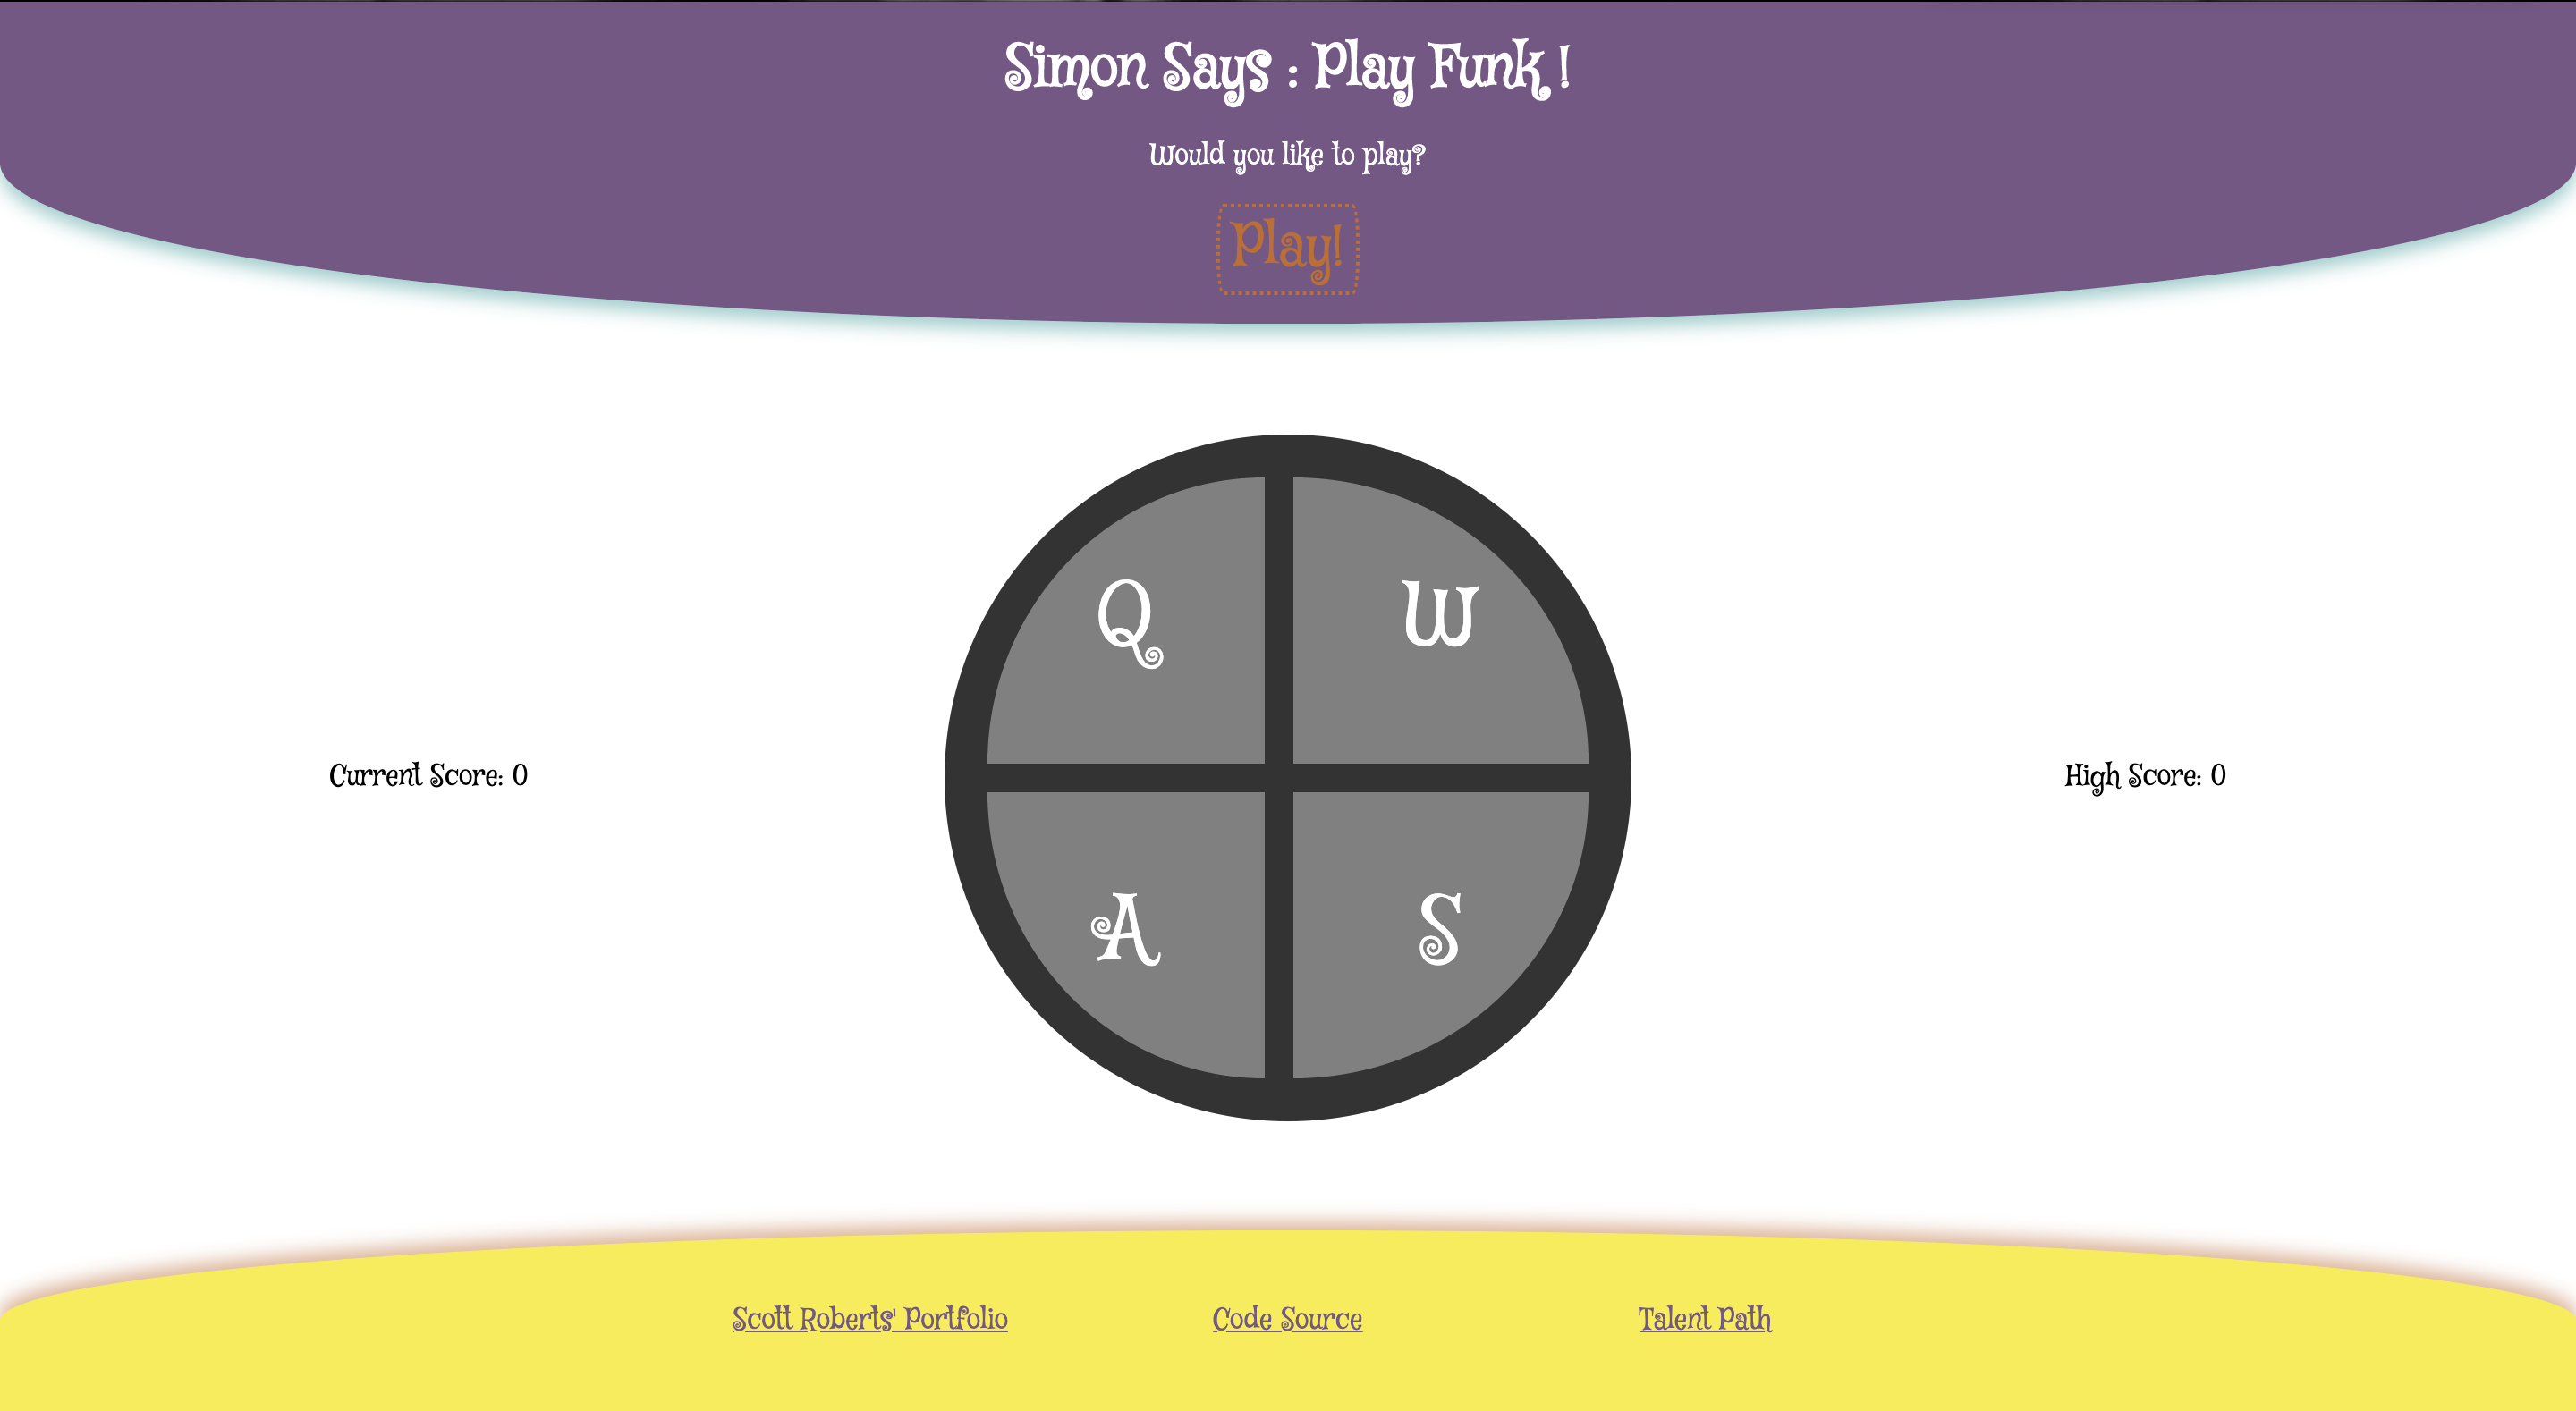 Simon Says : Play Funk !
Would you like to play?
Play!
Q W
Current Score: 0
High Score: 0
A S
Scott Roberts' Portfolio
Code Source
Talent Path